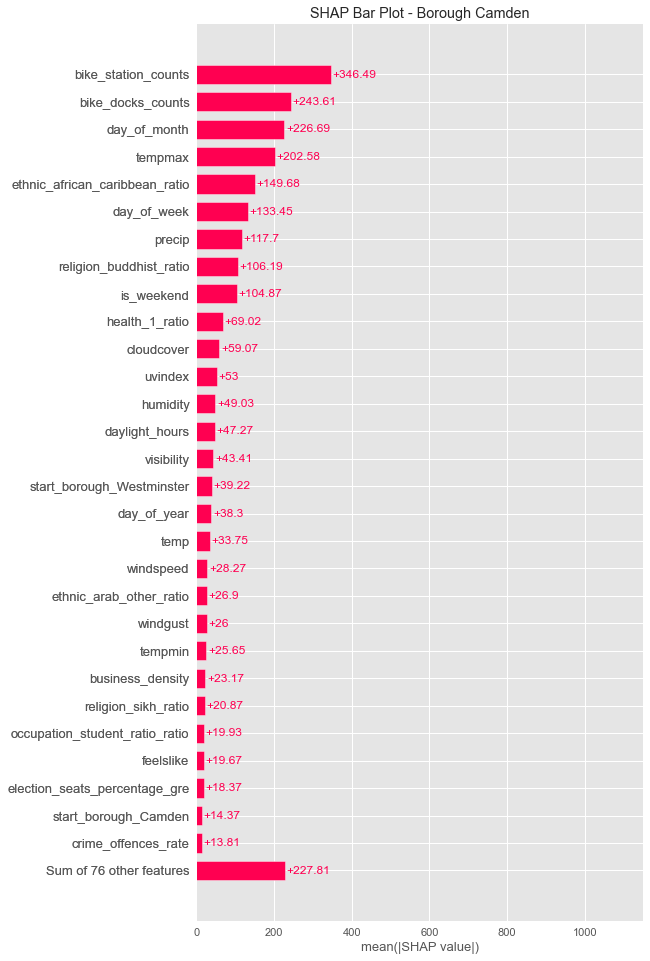 SHAP Bar Plot - Borough Camden
bike_station_counts +346.49
bike_docks_counts +243.61
day_of_month +226.69
tempmax +202.58
ethnic_african_caribbean_ratio +149.68
day_of_week +133.45
precip +117.7
religion_buddhist_ratio +106.19
is_weekend +104.87
health_1_ratio +69.02
cloudcover +59.07
uvindex +53
humidity +49.03
daylight_hours +47.27
visibility +43.41
start_borough_Westminster +39.22
day_of_year +38.3
temp +33.75
windspeed +28.27
ethnic_arab_other_ratio +26.9
windgust +26
tempmin +25.65
business_density +23.17
religion_sikh_ratio +20.87
occupation_student_ratio_ratio +19.93
feelslike +19.67
election_seats_percentage_gre +18.37
start_borough_Camden +14.37
crime_offences_rate +13.81
Sum of 76 other features +227.81
0 200 400 600 800 1000
mean(|SHAP value|)